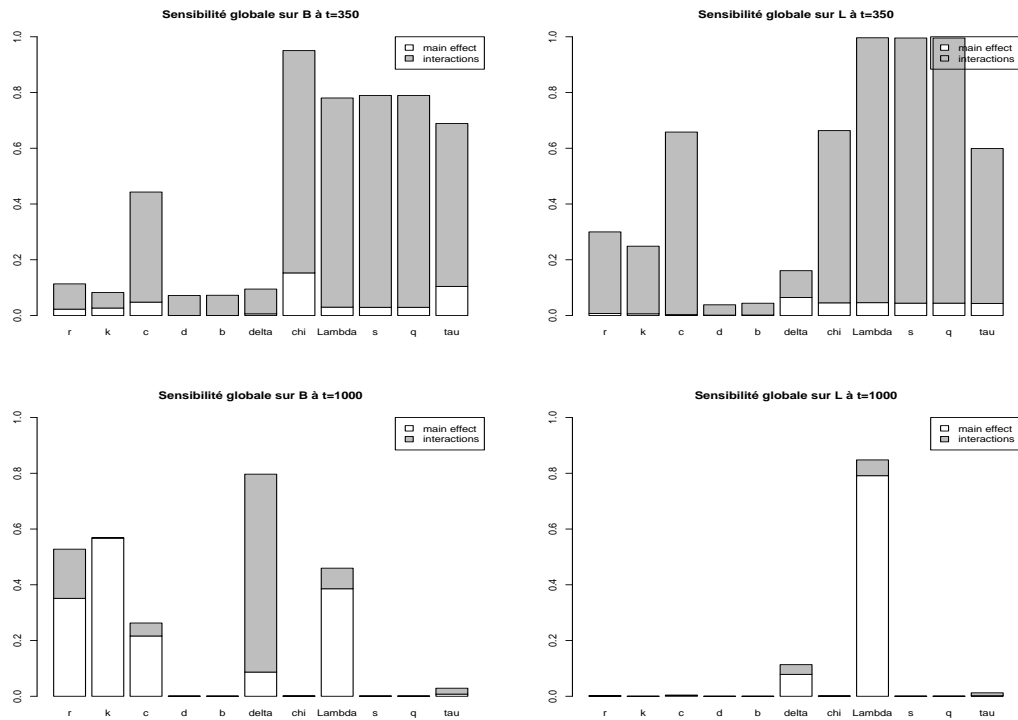 Sensibilité globale sur B à t=350
1.0
0.8
0.6
0.4
0.2
0.0
main effect
interactions
r k c d b delta chi Lambda s q tau
Sensibilité globale sur L à t=350
1.0
0.8
0.6
0.4
0.2
0.0
main effect
interactions
r k c d b delta chi Lambda s q tau
Sensibilité globale sur B à t=1000
1.0
0.8
0.6
0.4
0.2
0.0
main effect
interactions
r k c d b delta chi Lambda s q tau
Sensibilité globale sur L à t=1000
1.0
0.8
0.6
0.4
0.2
0.0
main effect
interactions
r k c d b delta chi Lambda s q tau